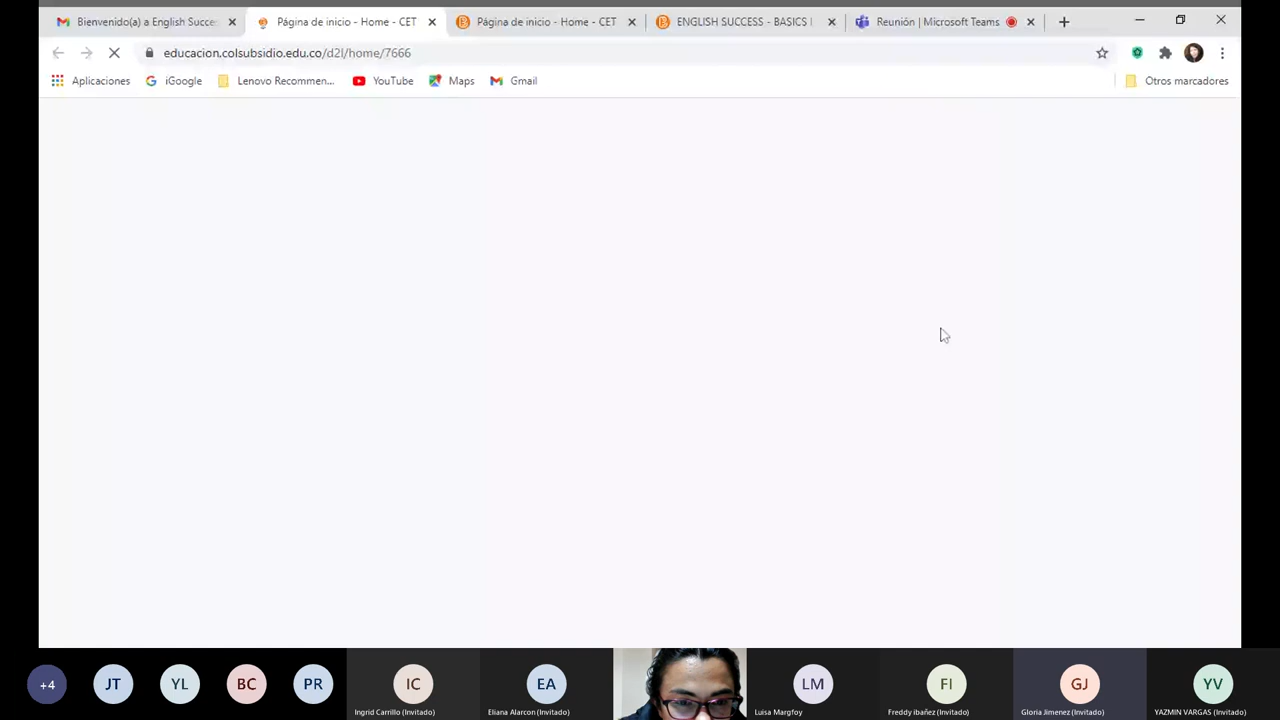 Bienvenido(a) a English Succes
Página de inicio - Home - CET
Página de inicio - Home - CET
ENGLISH SUCCESS - BASICS I
Reunión | Microsoft Teams
educacion.colsubsidio.edu.co/d2l/home/7666
Aplicaciones
iGoogle
Lenovo Recommen...
YouTube
Maps
Gmail
Otros marcadores
+4
JT
YL
BC
PR
IC
EA
LM
FI
GJ
YV
Ingrid Carrillo (Invitado)
Eliana Alarcon (Invitado)
Luisa Margfoy
Freddy ibañez (Invitado)
Gloria Jimenez (Invitado)
YAZMIN VARGAS (Invitado)